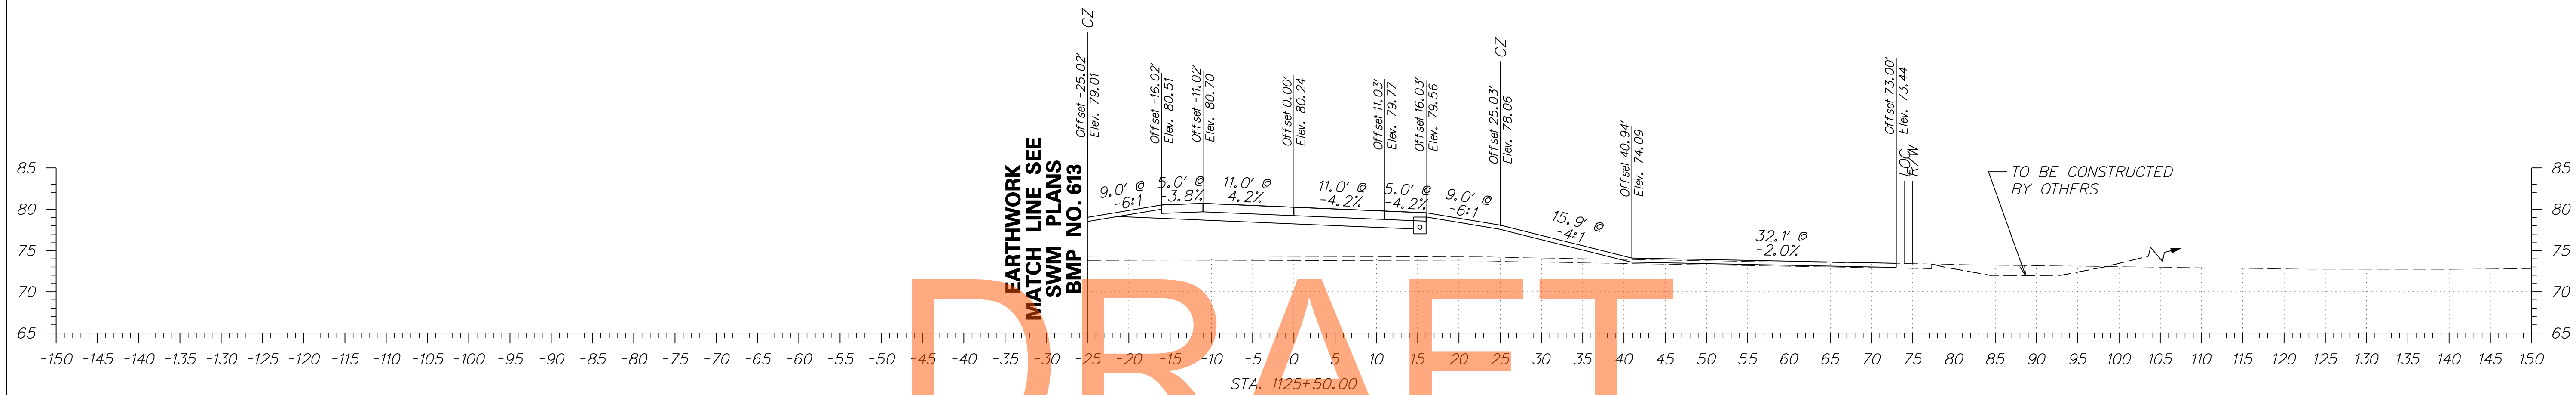 CZ
Offset -25.02'
Elev. 79.01
Offset -16.02'
Elev. 80.51
Offset -11.02'
Elev. 80.70
Offset 0.00'
Elev. 80.24
Offset 11.03'
Elev. 79.77
Offset 16.03'
Elev. 79.56
CZ
Offset 25.03'
Elev. 78.06
Offset 40.94'
Elev. 74.09
Offset 73.00'
Elev. 73.44
LOC
R/W
EARTHWORK
MATCH LINE SEE
SWM PLANS
BMP NO. 613
9.0' @
-6:1
5.0' @
-3.8%
11.0' @
4.2%
11.0' @
-4.2%
5.0' @
-4.2%
9.0' @
-6:1
15.9' @
-4:1
32.1' @
-2.0%
TO BE CONSTRUCTED
BY OTHERS
85
80
75
70
65
85
80
75
70
65
-150 -145 -140 -135 -130 -125 -120 -115 -110 -105 -100 -95 -90 -85 -80 -75 -70 -65 -60 -55 -50 -45 -40 -35 -30 -25 -20 -15 -10 -5 0 5 10 15 20 25 30 35 40 45 50 55 60 65 70 75 80 85 90 95 100 105 110 115 120 125 130 135 140 145 150
STA. 1125+50.00
DRAFT